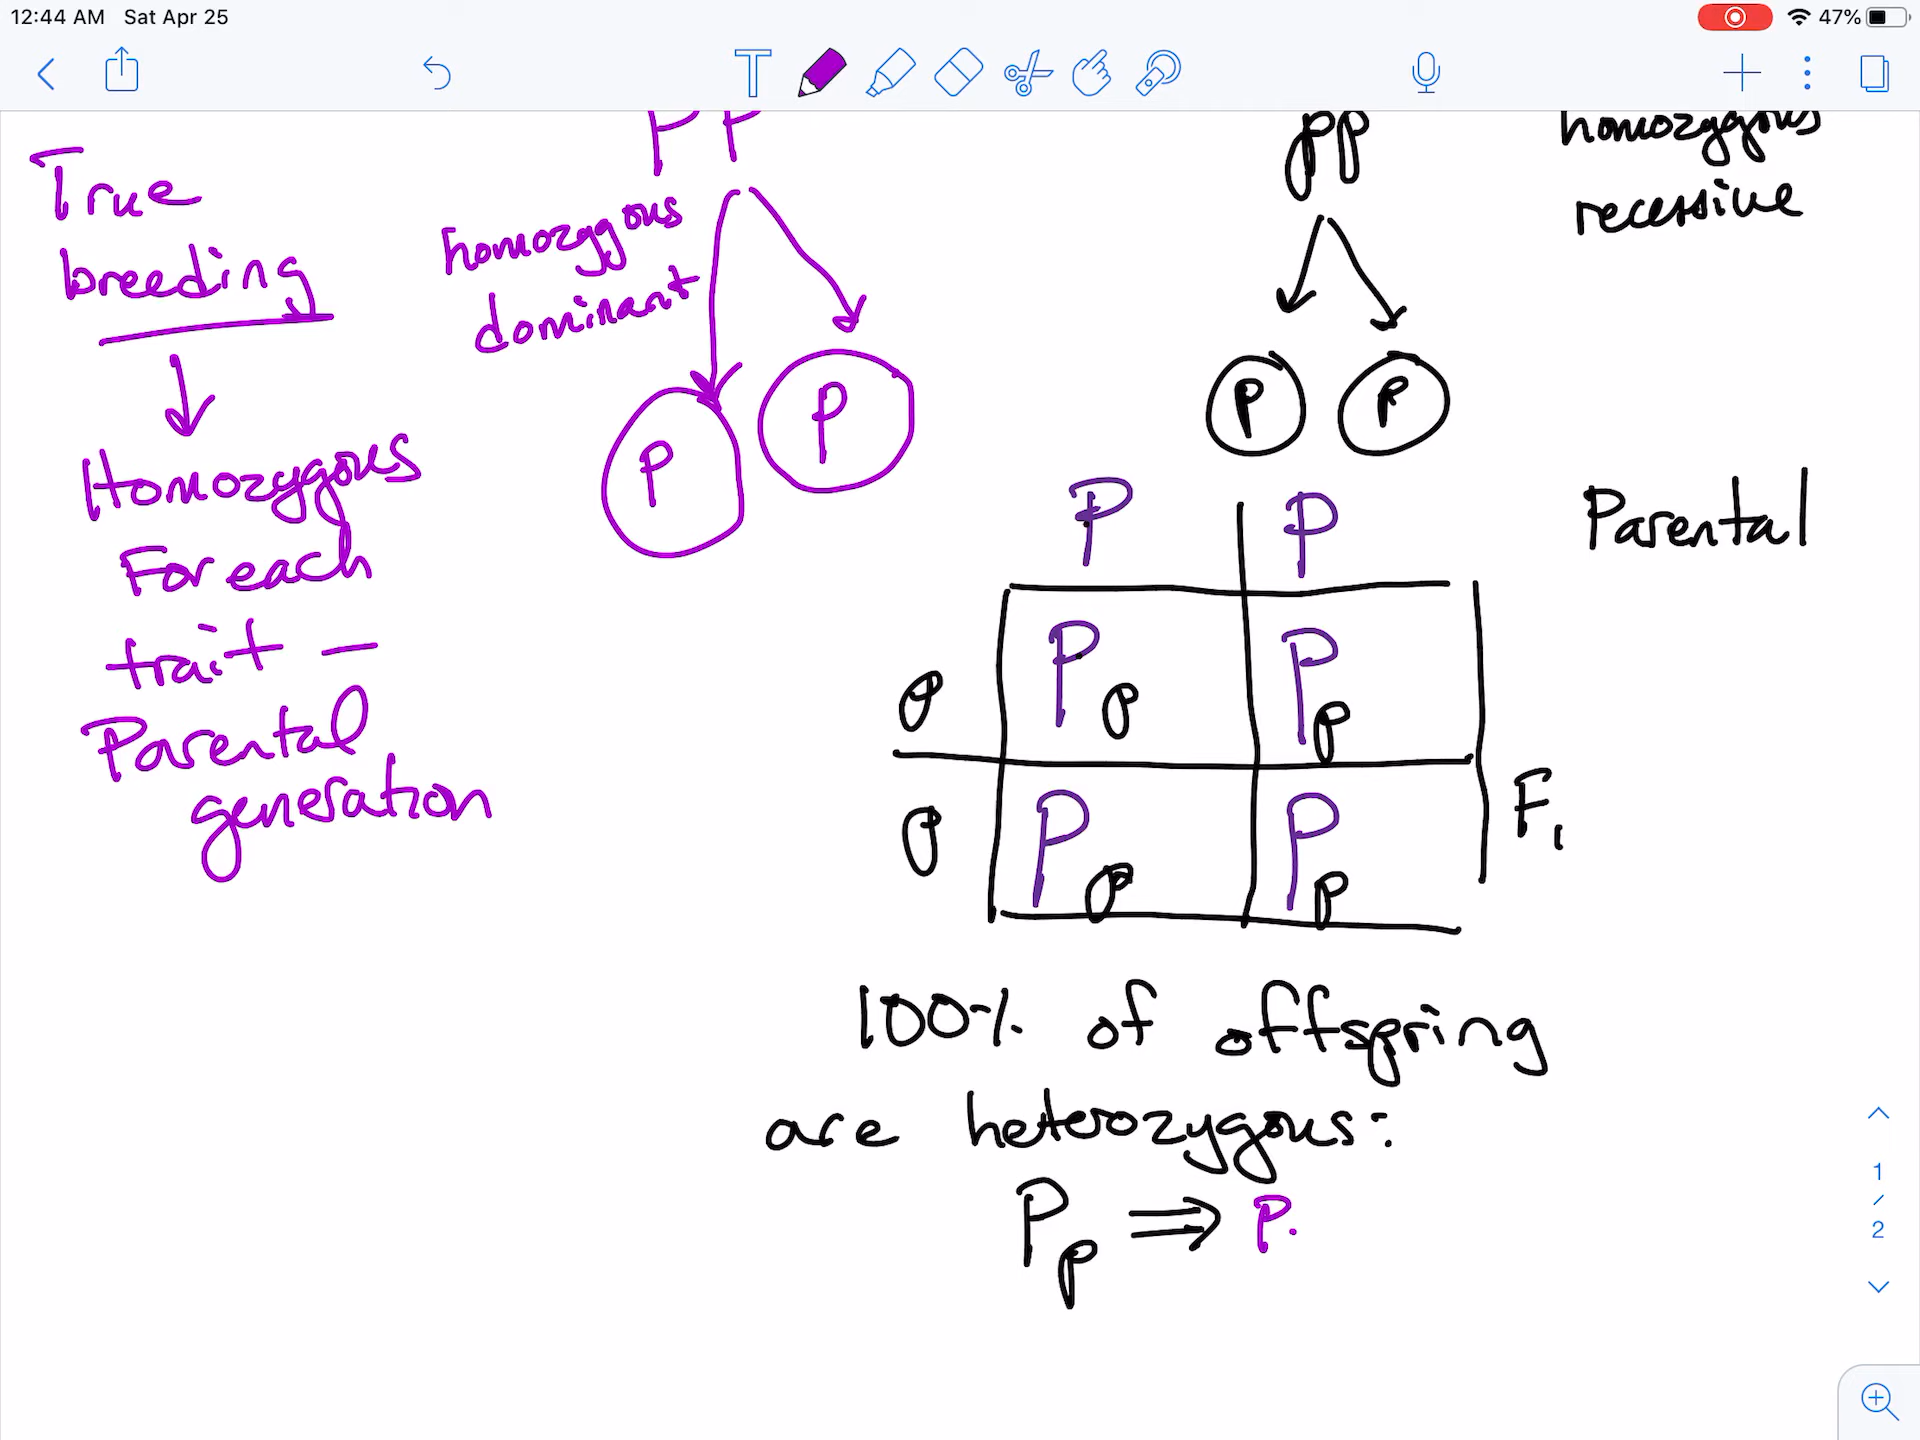 12:44 AM Sat Apr 25
47%
T
PP
pp
homozygous
recessive
True
breeding
homozygous
dominant
P
P
p
p
Homozygous
For each
trait –
Parental
generation
P P
Parental
p Pp Pp
p Pp Pp
F1
100% of offspring
are heterozygous:
Pp ⇒ P.
1
/
2